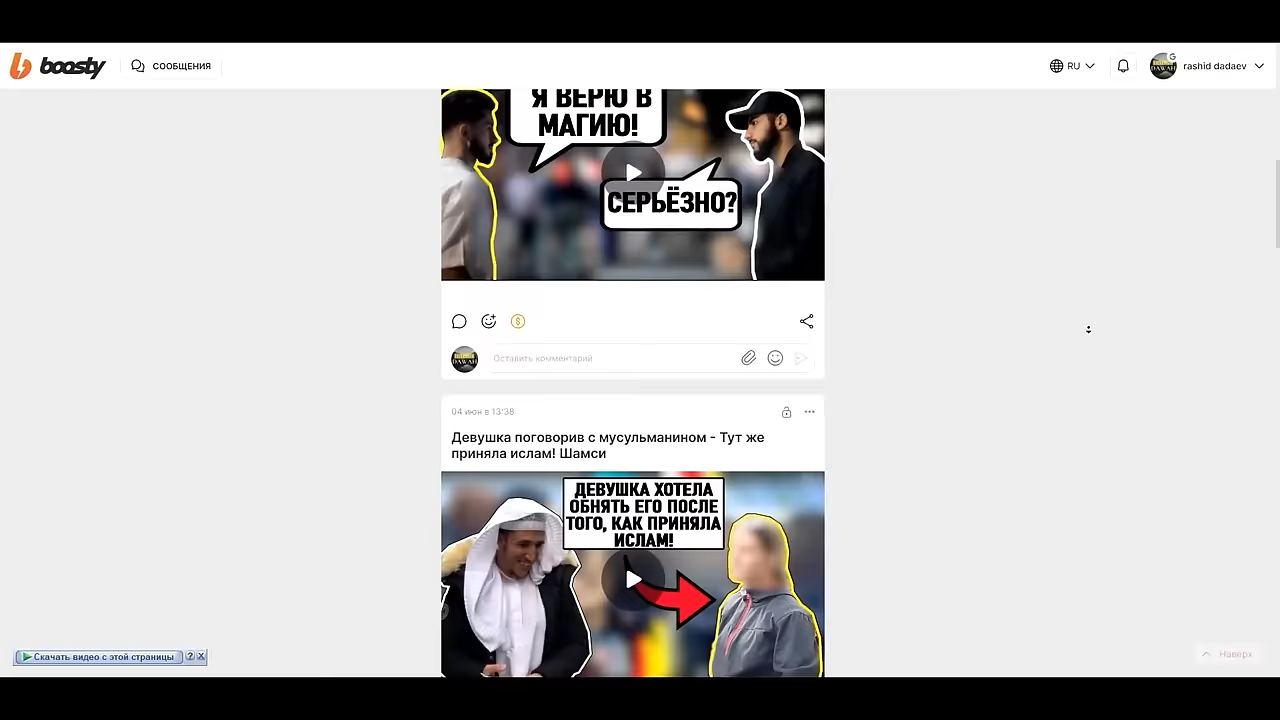 boosty
СООБЩЕНИЯ
RU
rashid dadaev
Я ВЕРЮ В
МАГИЮ!
СЕРЬЁЗНО?
DAWAH
Оставить комментарий
04 июн в 13:38
Девушка поговорив с мусульманином - Тут же
приняла ислам! Шамси
ДЕВУШКА ХОТЕЛА
ОБНЯТЬ ЕГО ПОСЛЕ
ТОГО, КАК ПРИНЯЛА
ИСЛАМ!
Скачать видео с этой страницы
? X
Наверх